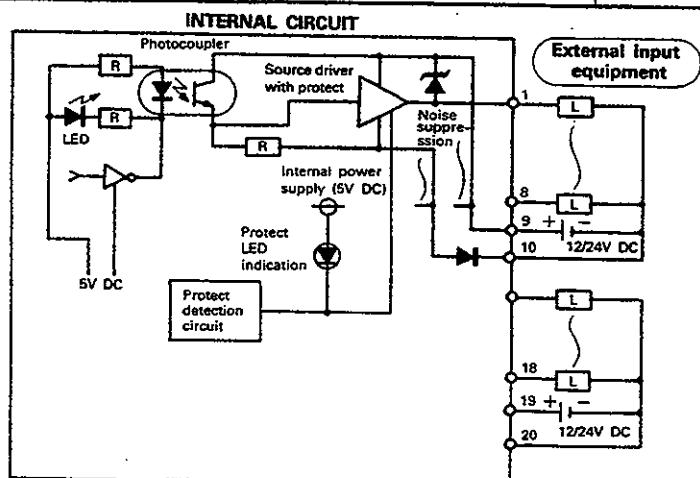 INTERNAL CIRCUIT
Photocoupler
R
R
LED
5V DC
Source driver
with protect
R
Internal power
supply (5V DC)
Protect
LED
indication
Protect
detection
circuit
Noise
suppre-
ssion
External input
equipment
1
L
8
L
9
+
−
10
12/24V DC
L
18
L
19
+
−
12/24V DC
20